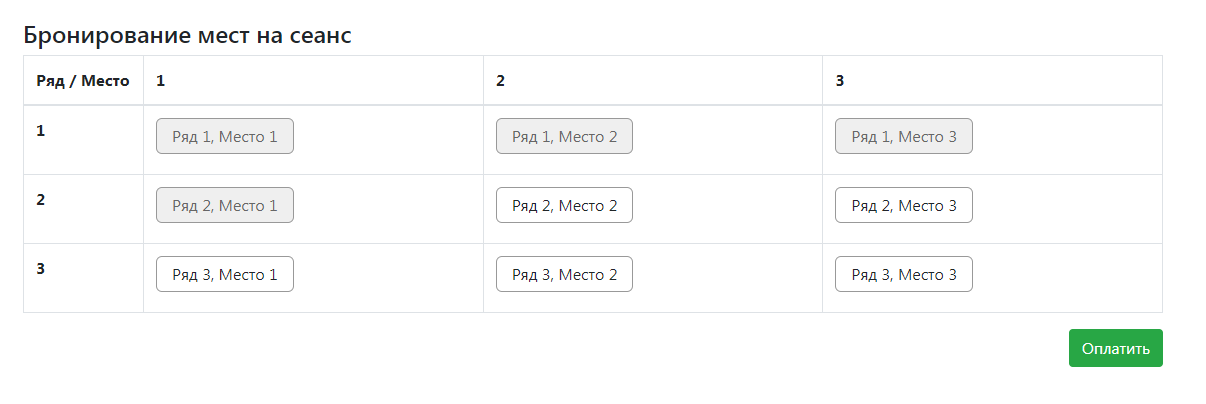 Бронирование мест на сеанс
Ряд / Место 1 2 3
1 Ряд 1, Место 1 Ряд 1, Место 2 Ряд 1, Место 3
2 Ряд 2, Место 1 Ряд 2, Место 2 Ряд 2, Место 3
3 Ряд 3, Место 1 Ряд 3, Место 2 Ряд 3, Место 3
Оплатить